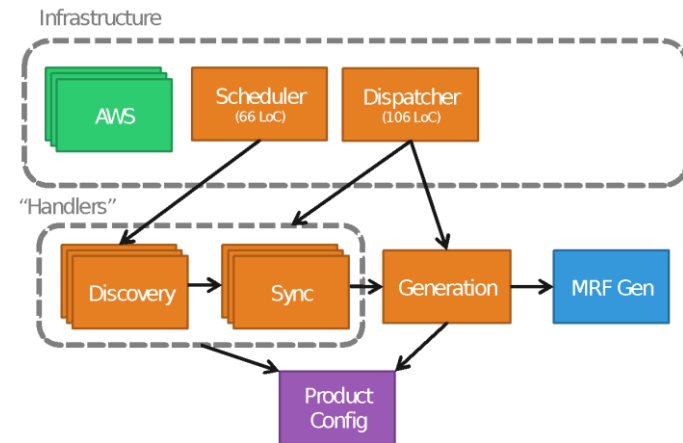 Infrastructure
AWS
Scheduler
(66 LoC)
Dispatcher
(106 LoC)
“Handlers”
Discovery
Sync
Generation
MRF Gen
Product
Config